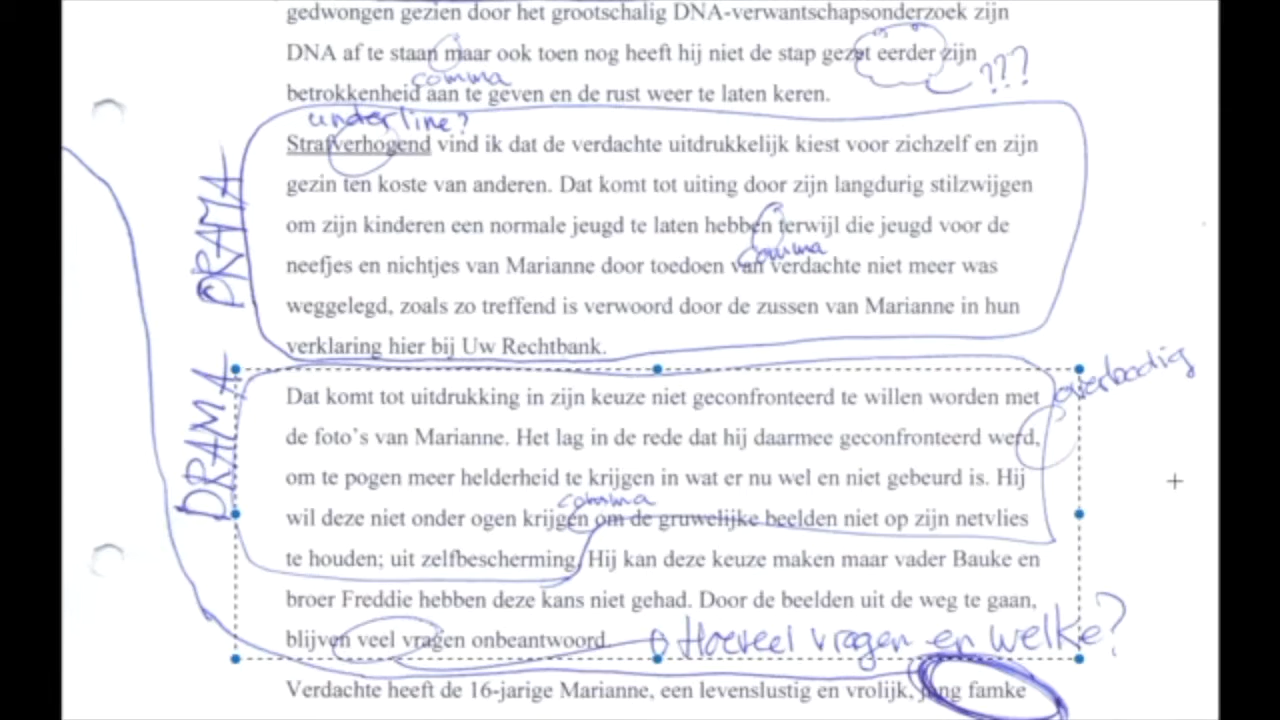 gedwongen gezien door het grootschalig DNA-verwantschapsonderzoek zijn
DNA af te staan maar ook toen nog heeft hij niet de stap gezet eerder zijn
???
comma
betrokkenheid aan te geven en de rust weer te laten keren.
underline?
Strafverhogend vind ik dat de verdachte uitdrukkelijk kiest voor zichzelf en zijn
gezin ten koste van anderen. Dat komt tot uiting door zijn langdurig stilzwijgen
DRAMA
om zijn kinderen een normale jeugd te laten hebben terwijl die jeugd voor de
comma
neefjes en nichtjes van Marianne door toedoen van verdachte niet meer was
weggelegd, zoals zo treffend is verwoord door de zussen van Marianne in hun
verklaring hier bij Uw Rechtbank.
overbodig
Dat komt tot uitdrukking in zijn keuze niet geconfronteerd te willen worden met
de foto's van Marianne. Het lag in de rede dat hij daarmee geconfronteerd werd,
DRAMA
om te pogen meer helderheid te krijgen in wat er nu wel en niet gebeurd is. Hij
comma
wil deze niet onder ogen krijgen om de gruwelijke beelden niet op zijn netvlies
te houden; uit zelfbescherming. Hij kan deze keuze maken maar vader Bauke en
broer Freddie hebben deze kans niet gehad. Door de beelden uit de weg te gaan,
blijven veel vragen onbeantwoord
Hoeveel vragen en welke?
Verdachte heeft de 16-jarige Marianne, een levenslustig en vrolijk, jong famke